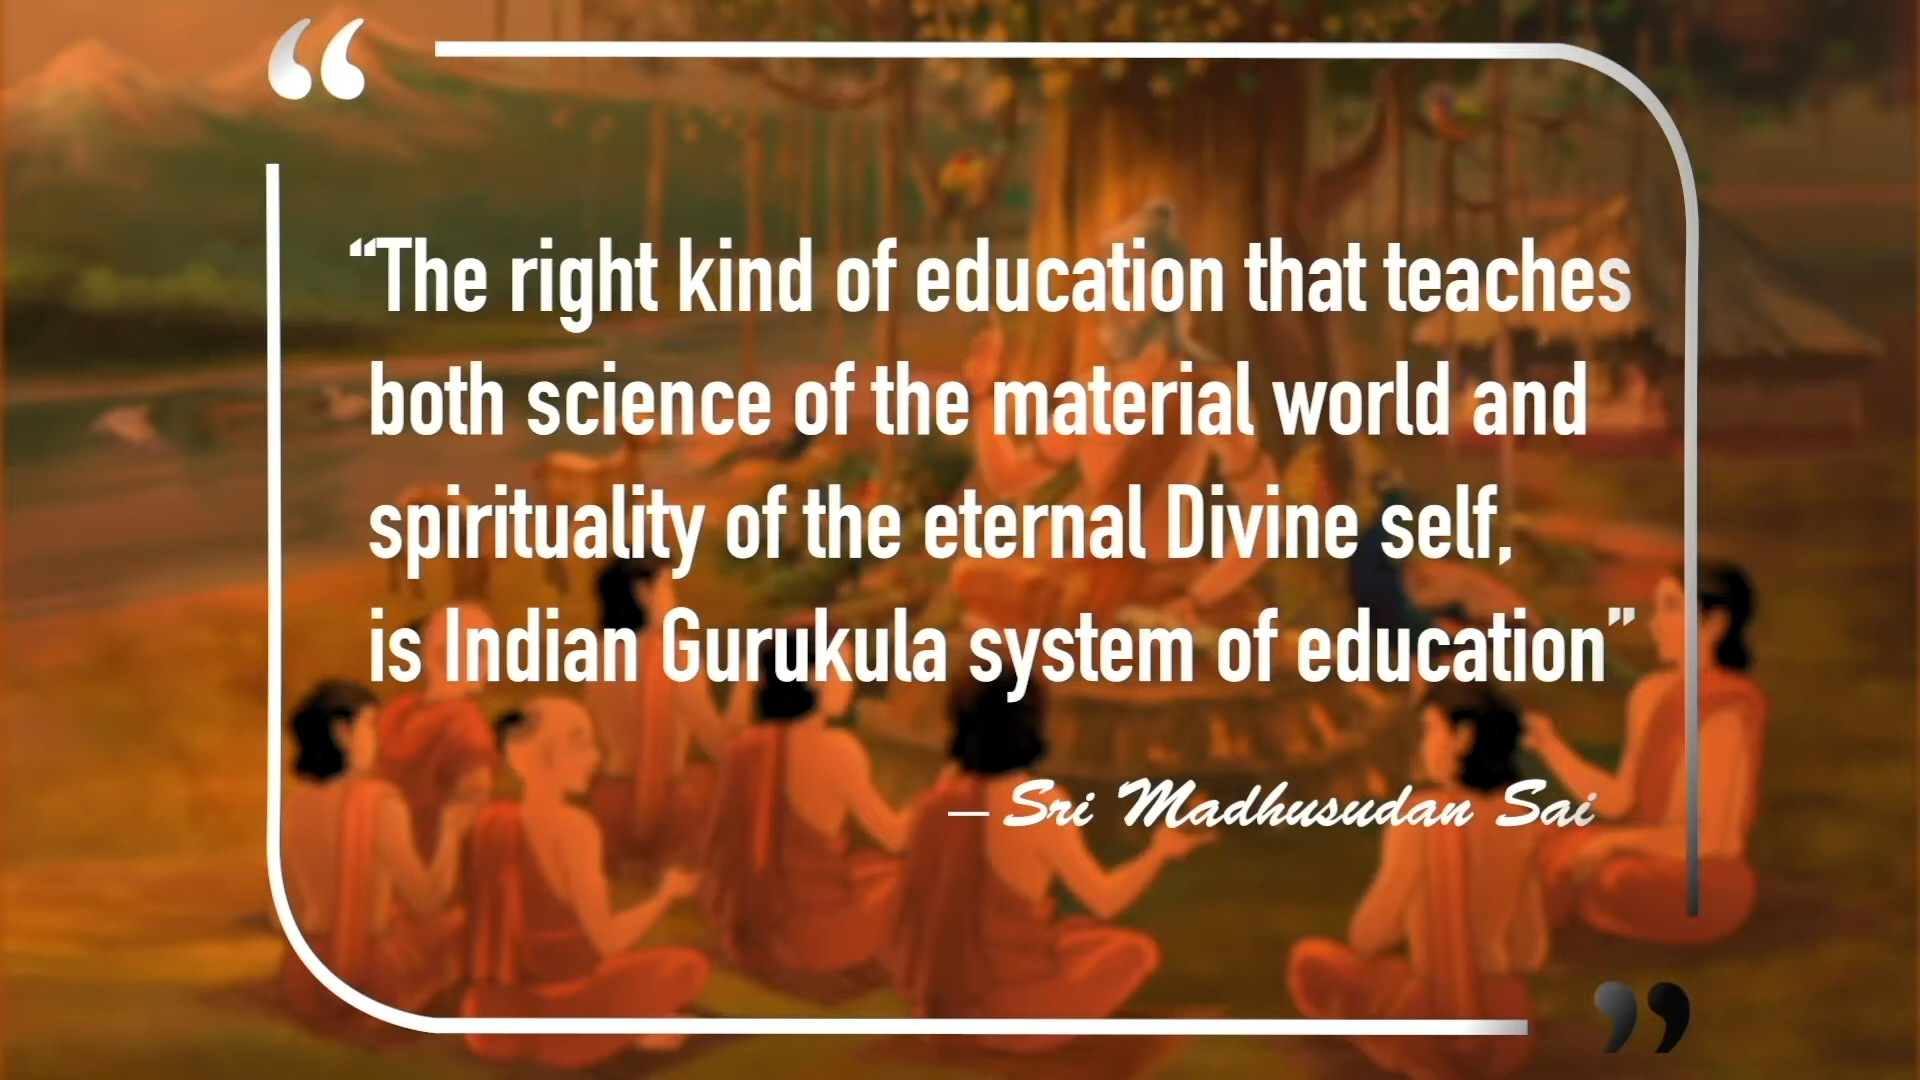 “The right kind of education that teaches
both science of the material world and
spirituality of the eternal Divine self,
is Indian Gurukula system of education”
— Sri Madhusudan Sai